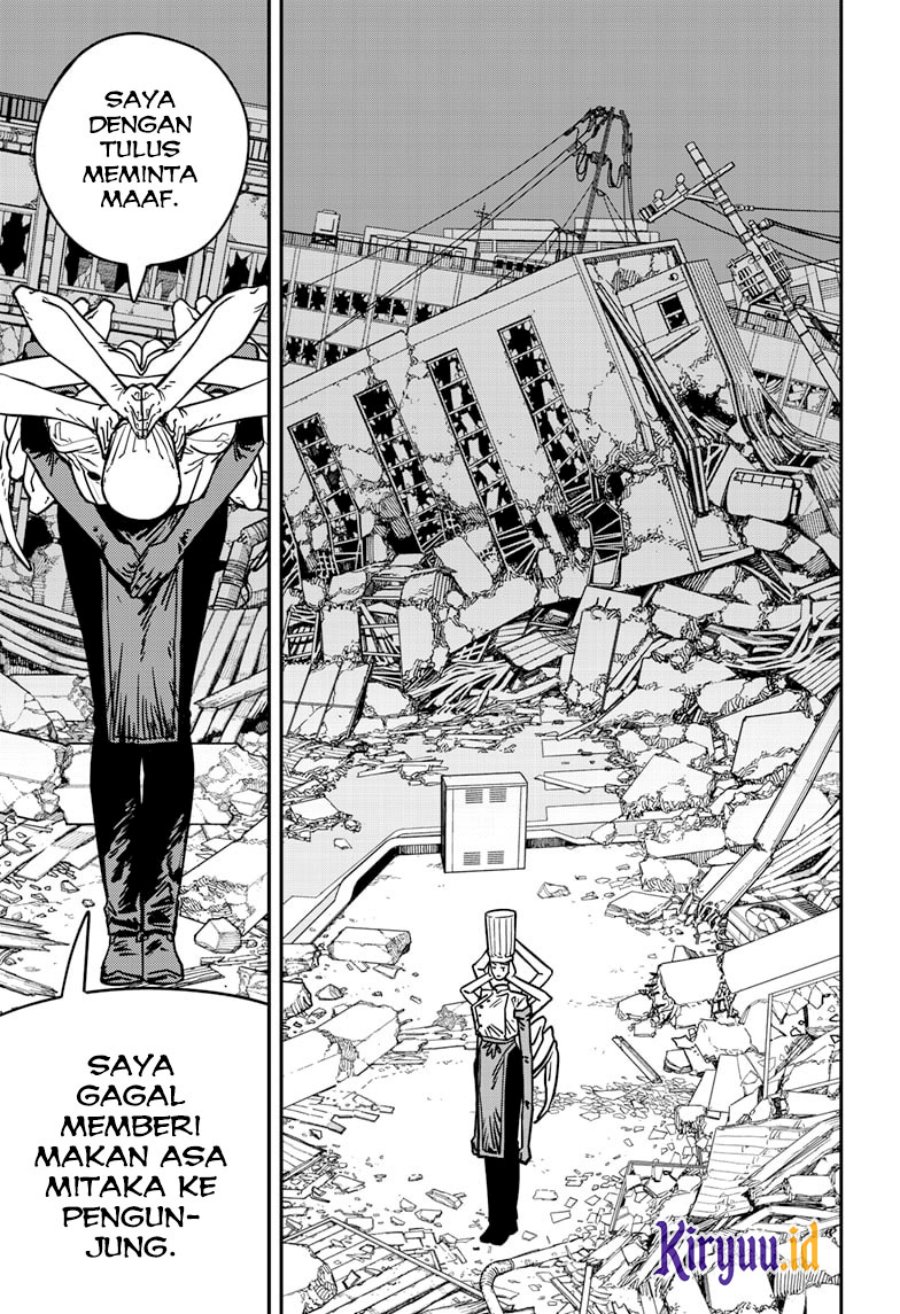 SAYA
DENGAN
TULUS
MEMINTA
MAAF.
SAYA
GAGAL
MEMBERI
MAKAN ASA
MITAKA KE
PENGUN-
JUNG.
Kiryuu.id